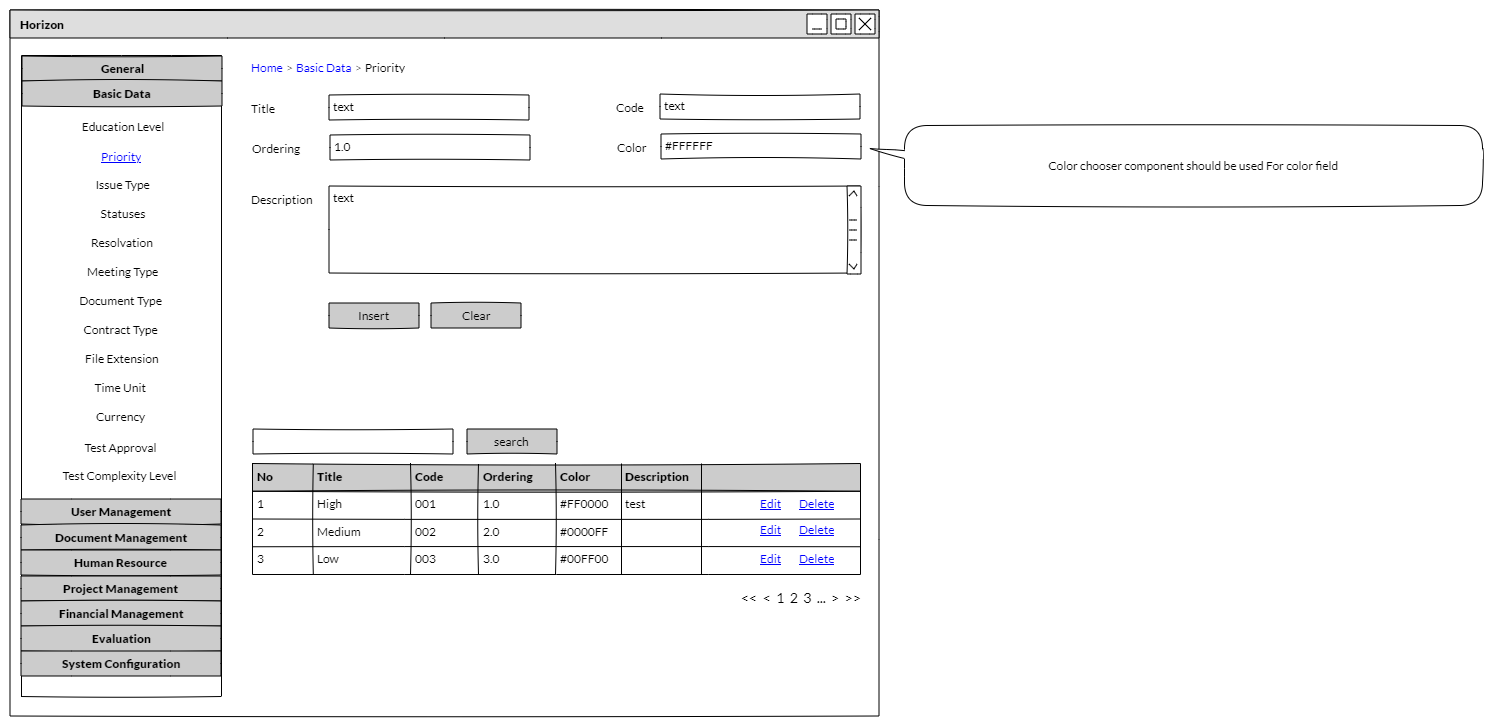 Horizon
General
Basic Data
Education Level
Priority
Issue Type
Statuses
Resolvation
Meeting Type
Document Type
Contract Type
File Extension
Time Unit
Currency
Test Approval
Test Complexity Level
User Management
Document Management
Human Resource
Project Management
Financial Management
Evaluation
System Configuration
Home > Basic Data > Priority
Title text Code text
Ordering 1.0 Color #FFFFFF
Description text
Insert Clear
search
No Title Code Ordering Color Description
1 High 001 1.0 #FF0000 test Edit Delete
2 Medium 002 2.0 #0000FF Edit Delete
3 Low 003 3.0 #00FF00 Edit Delete
<< < 1 2 3 ... > >>
Color chooser component should be used For color field